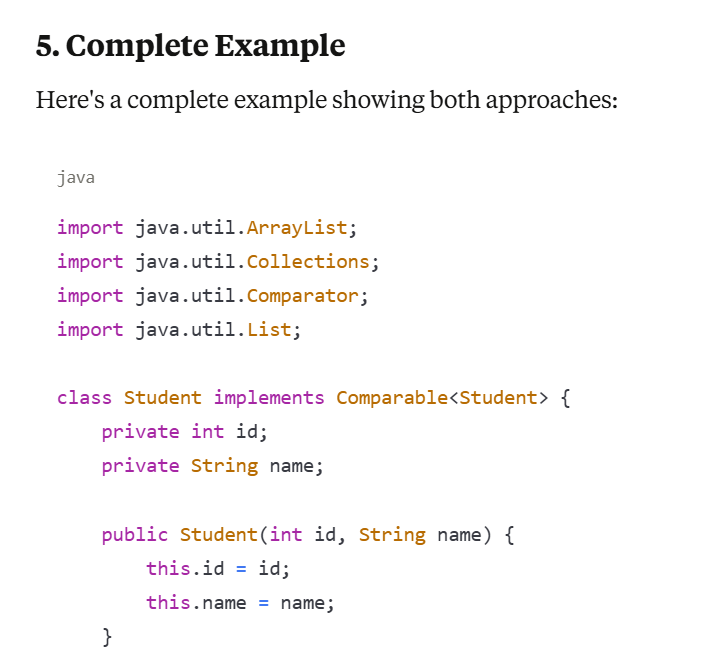 5. Complete Example
Here's a complete example showing both approaches:
java
import java.util.ArrayList;
import java.util.Collections;
import java.util.Comparator;
import java.util.List;
class Student implements Comparable<Student> {
    private int id;
    private String name;
    public Student(int id, String name) {
        this.id = id;
        this.name = name;
    }